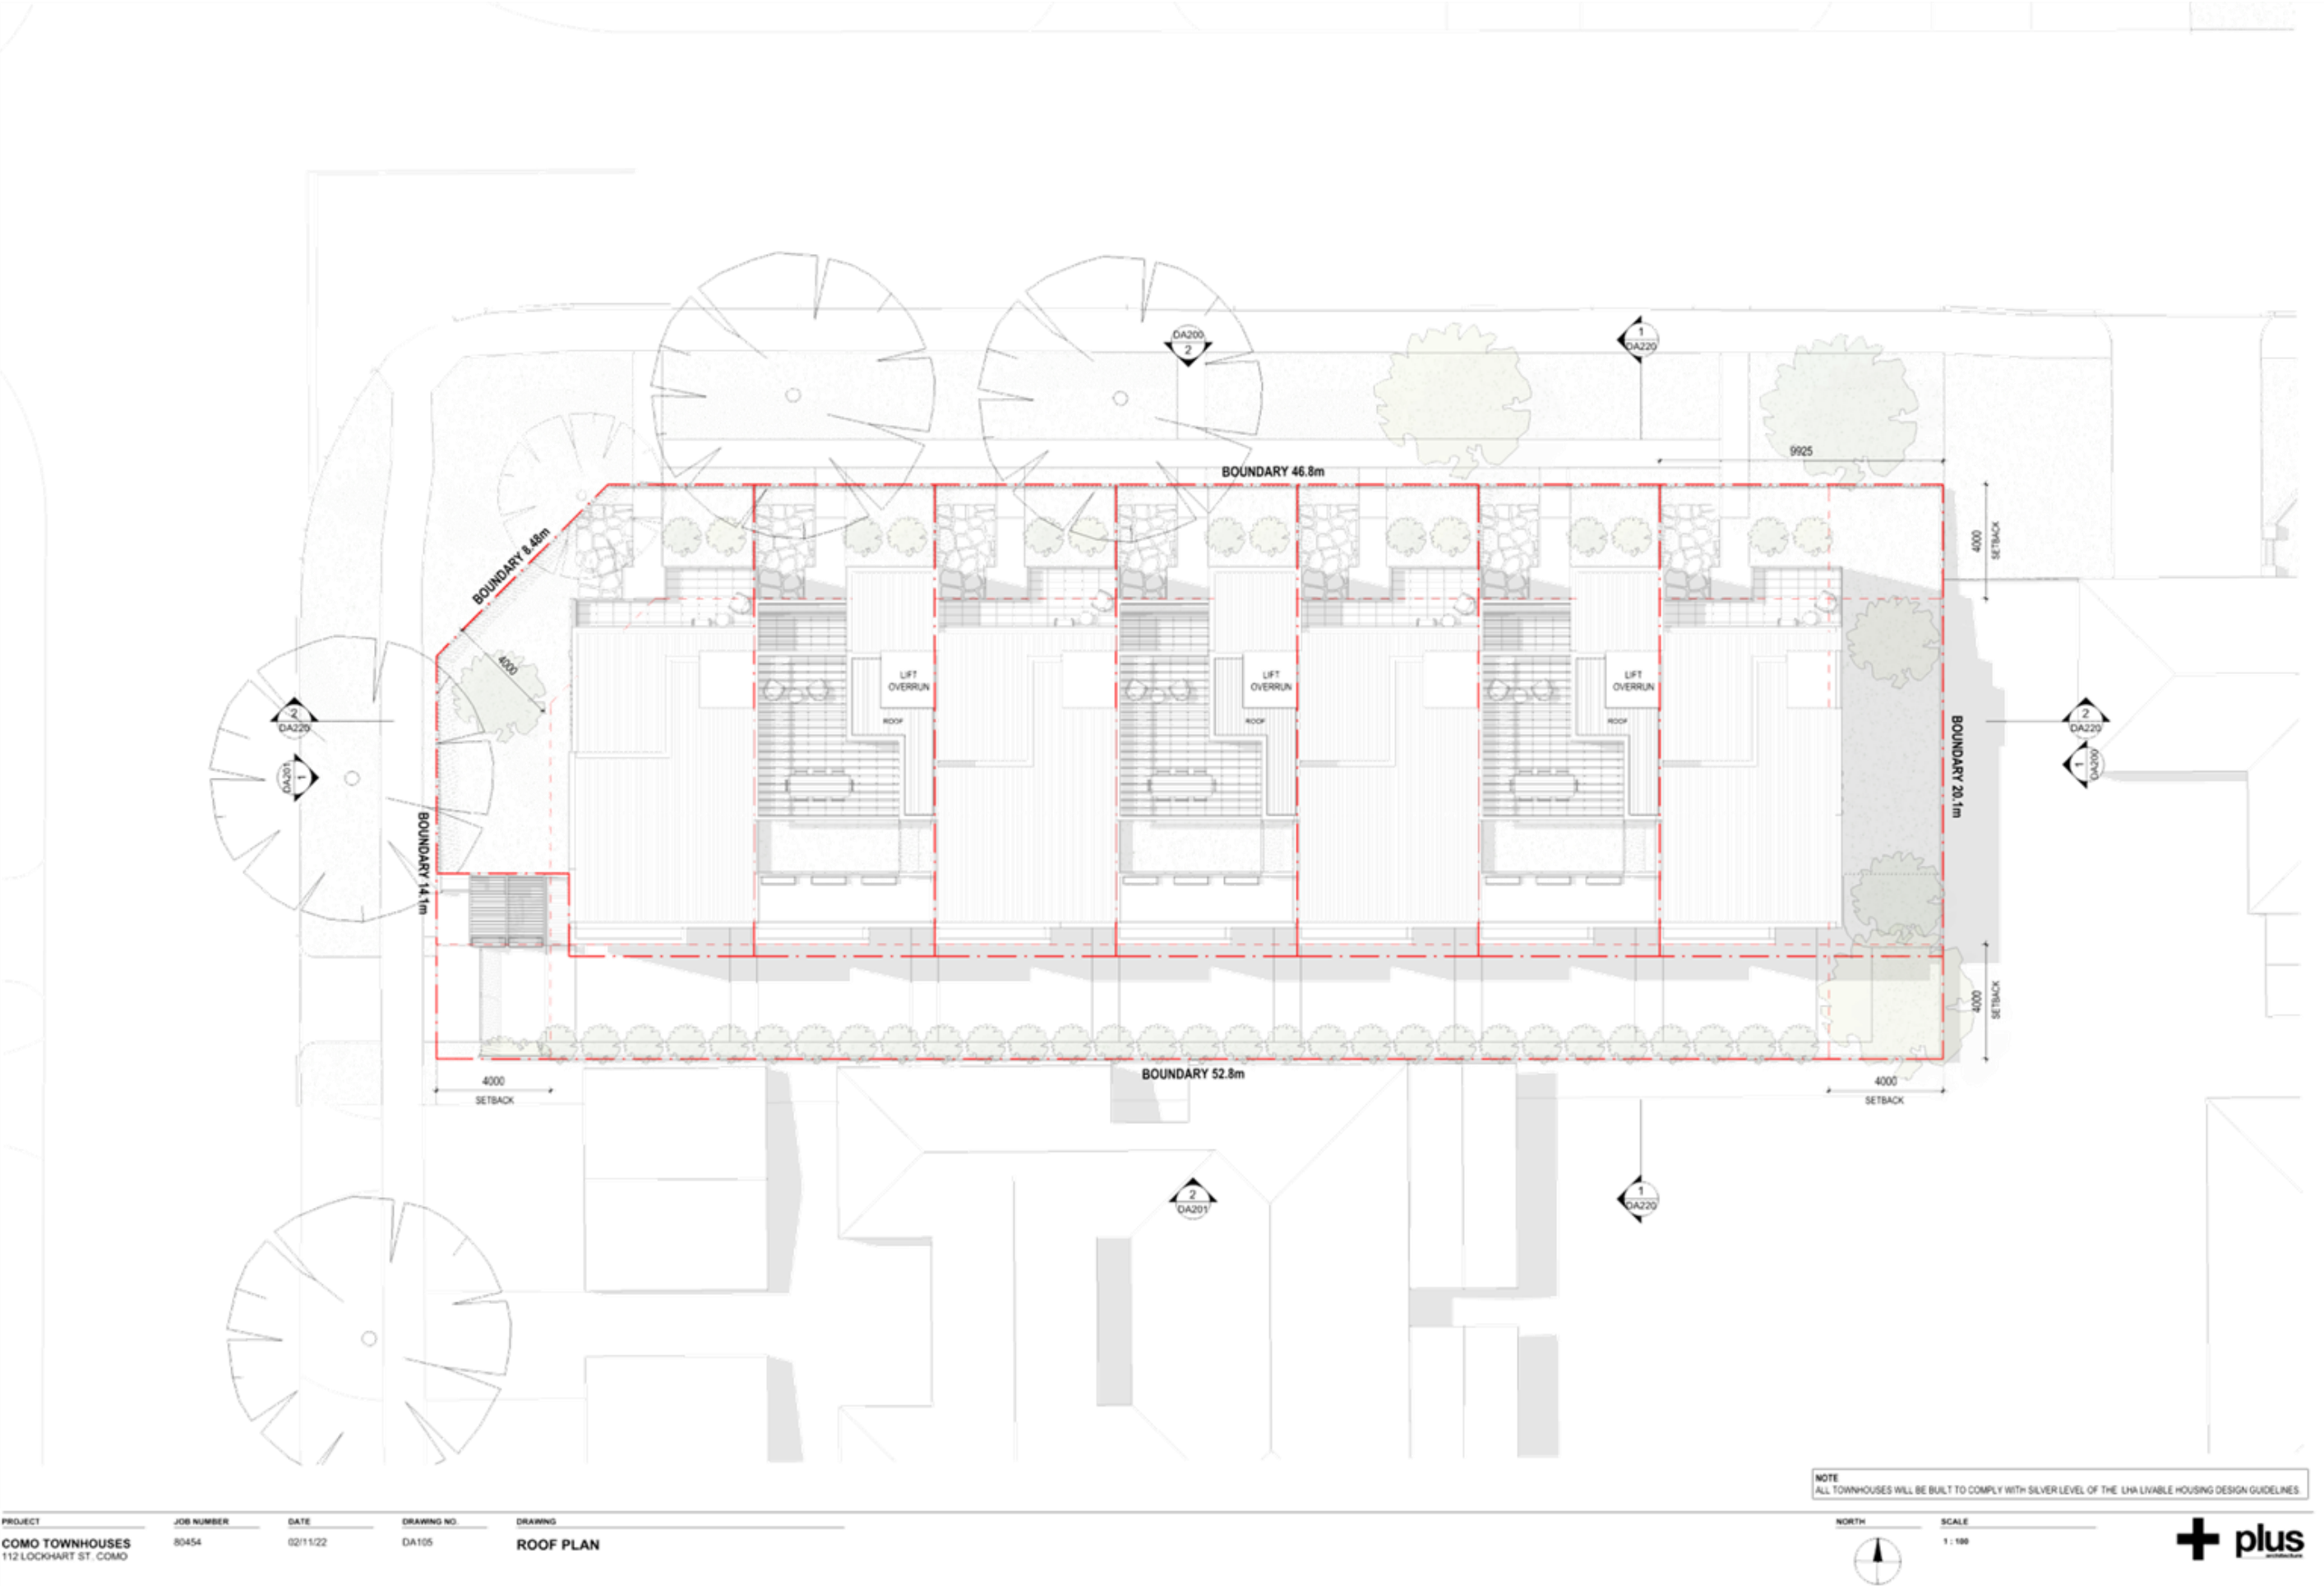 DA200
2
1
DA220
9925
BOUNDARY 46.8m
BOUNDARY 8.48m
4000
SETBACK
4000
LIFT
OVERRUN
LIFT
OVERRUN
LIFT
OVERRUN
ROOF
ROOF
ROOF
2
DA220
1
DA201
2
DA220
1
DA200
BOUNDARY 20.1m
BOUNDARY 14.1m
4000
SETBACK
BOUNDARY 52.8m
4000
SETBACK
4000
SETBACK
2
DA201
1
DA220
NOTE
ALL TOWNHOUSES WILL BE BUILT TO COMPLY WITH SILVER LEVEL OF THE LHA LIVABLE HOUSING DESIGN GUIDELINES.
PROJECT
COMO TOWNHOUSES
112 LOCKHART ST. COMO
JOB NUMBER
80454
DATE
02/11/22
DRAWING NO.
DA105
DRAWING
ROOF PLAN
NORTH
SCALE
1 : 100
plus
architecture